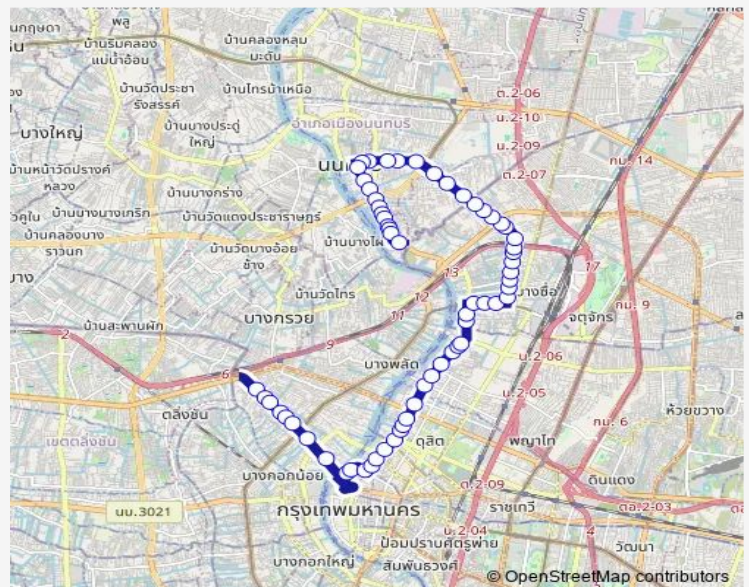 นกฤษดา
บ้านริมคลอง
แม่น้ำอ้อม
บ้านคลองหลุม
มะดัน
บ้านวัดประชา
รังสรรค์
บ้านไทรม้าเหนือ
ต.2-06
บางใหญ่
บ้านบางประดู่
ใหญ่
อำเภอเมืองนนทบุรี
น.2-10
น.2-09
ต.2-07
กม. 14
บ้านหน้าวัดปรางค์
หลวง
บ้านบางกร่าง
บ้านบางนางเกริก
บ้านวัดแดงประชาราษฎร์
บ้านคลองบาง
ราวนก
บ้านวัดบางอ้อย
ช้าง
13
17
บ้านวัดไทร
12
บางซื่อ
กม. 9
11
จตุจักร
บ้านสะพานผัก
บางกรวย
2
9
น.2-06
บางพลัด
6
น.2-05
ตลิ่งชัน
กม. 6
ห้วยขวาง
เขตตลิ่งชัน
ดุสิต
พญาไท
บางกอกน้อย
ต.2-09
ดินแดง
นบ.3021
กรุงเทพมหานคร
ราชเทวี
ต๋อ.2-03
น.2-04
4
วัฒนา
ป้อมปราบศัตรูพ่าย
สัมพันธวงศ์
บางกอกใหญ่
© OpenStreetMap contributors